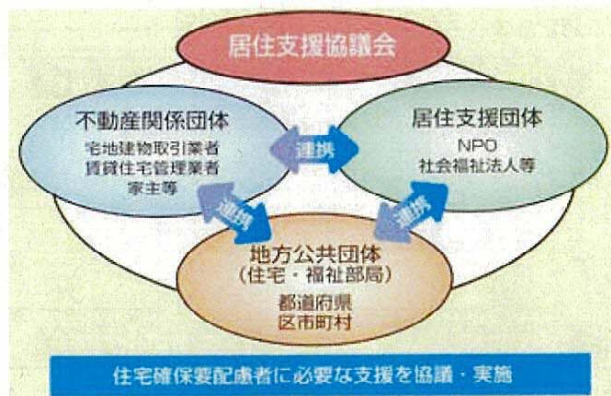 居住支援協議会
不動産関係団体
宅地建物取引業者
賃貸住宅管理業者
家主等
連携
居住支援団体
NPO
社会福祉法人等
連携
連携
地方公共団体
(住宅・福祉部局)
都道府県
区市町村
住宅確保要配慮者に必要な支援を協議・実施